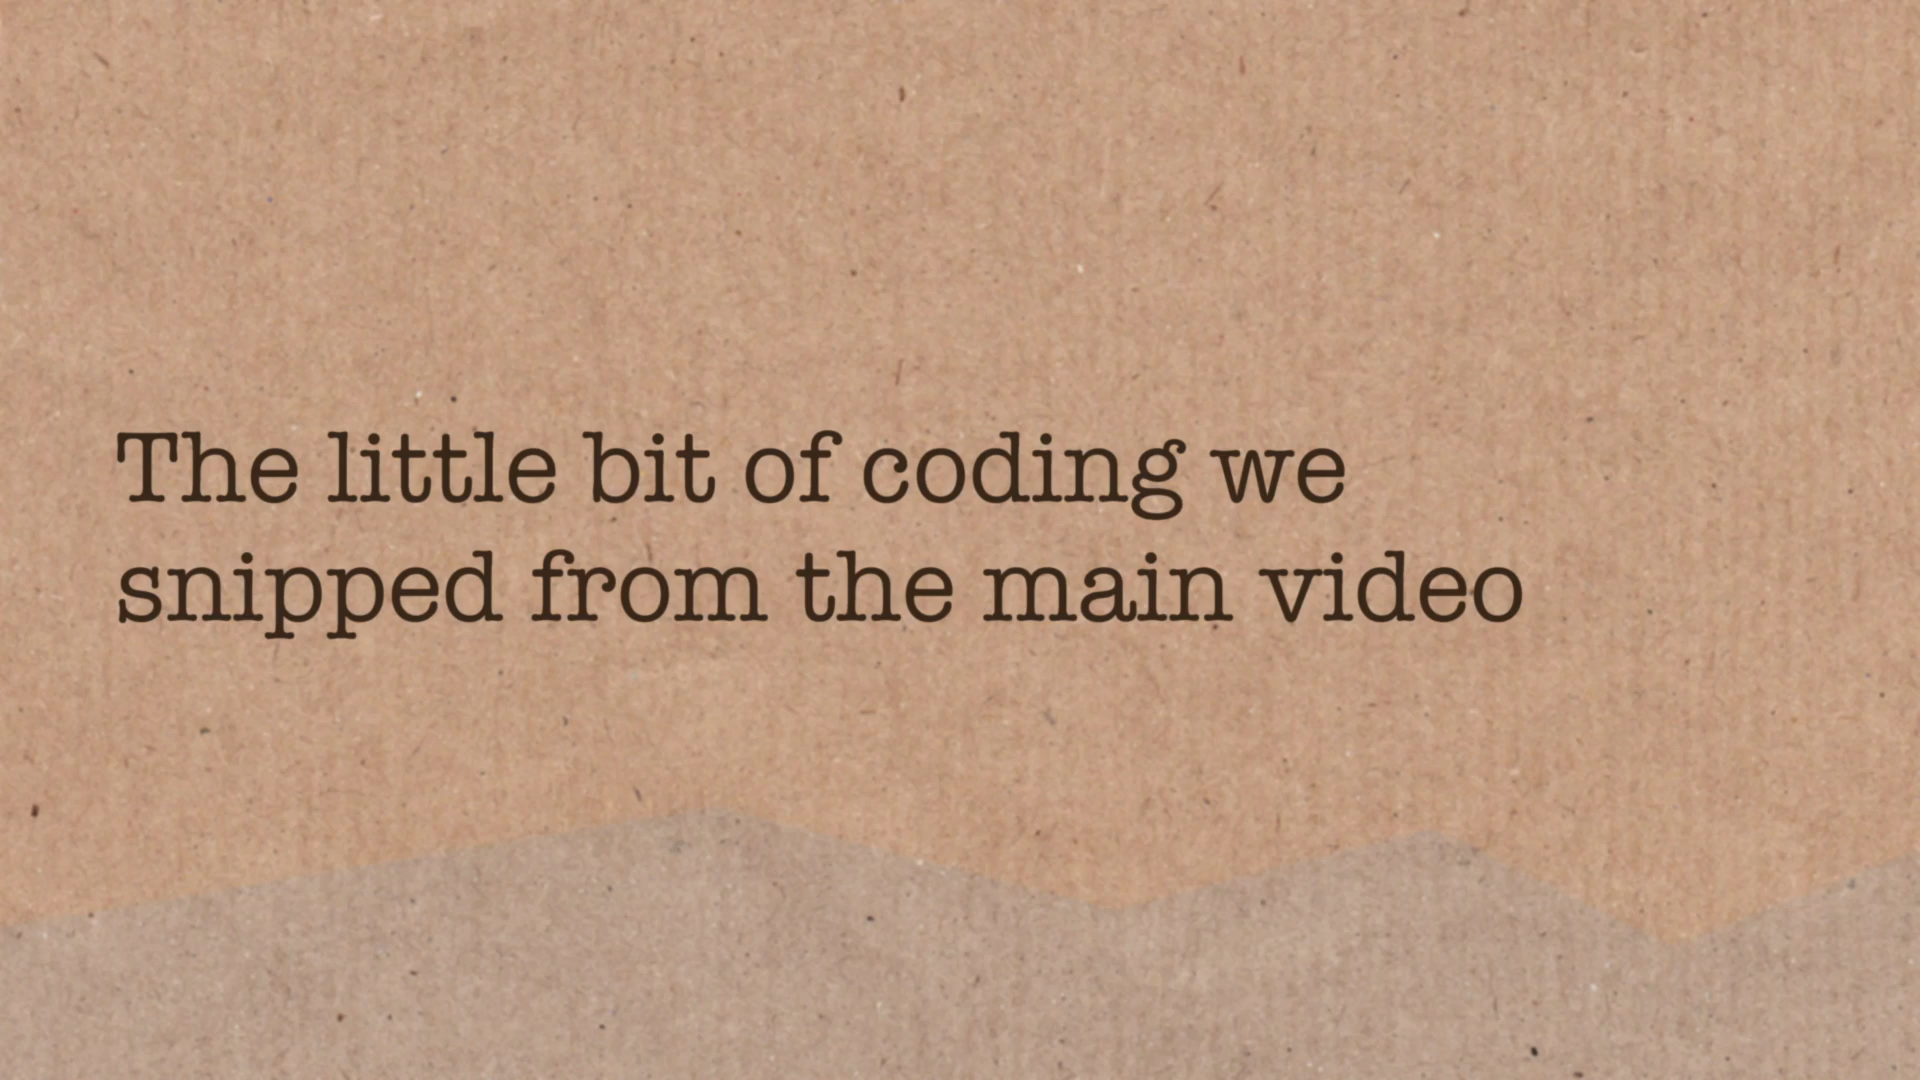 The little bit of coding we
snipped from the main video